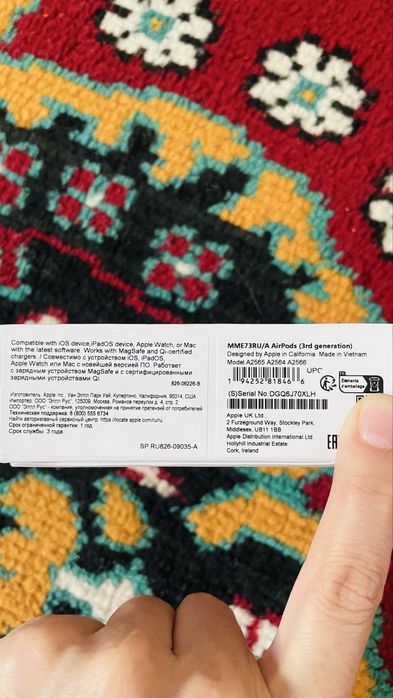 Compatible with iOS device,iPadOS device, Apple Watch, or Mac
with the latest software. Works with MagSafe and Qi-certified
chargers. / Совместимо с устройством iOS, iPadOS,
Apple Watch или Mac с новейшей версией ПО. Работает
с зарядным устройством MagSafe и с сертифицированными
зарядными устройствами Qi.
826-06226-B
Изготовитель: Apple Inc., Уан Эппл Парк Уэй, Купертино, Калифорния, 95014, США
Импортер: ООО "Эппл Рус", 125009, Москва, Романов переулок д. 4, стр. 2
ООО "Эппл Рус" - компания, уполномоченная на принятие претензий от потребителей
Техническая поддержка: 8 (800) 555 6734
Найти авторизованный сервисный центр: https://locate.apple.com/ru/ru
Срок ограниченной гарантии: 1 год
Срок службы: 3 года
SP RU826-09035-A
MME73RU/A AirPods (3rd generation)
Designed by Apple in California Made in Vietnam
Model A2565 A2564 A2566
UPC
1 94252 81846 6
Éléments
d'emballage
(S)Serial No.DGQ6J70XLH
Apple UK Ltd.,
2 Furzeground Way, Stockley Park,
Middlesex, UB11 1BB
Apple Distribution International Ltd
Hollyhill Industrial Estate
Cork, Ireland